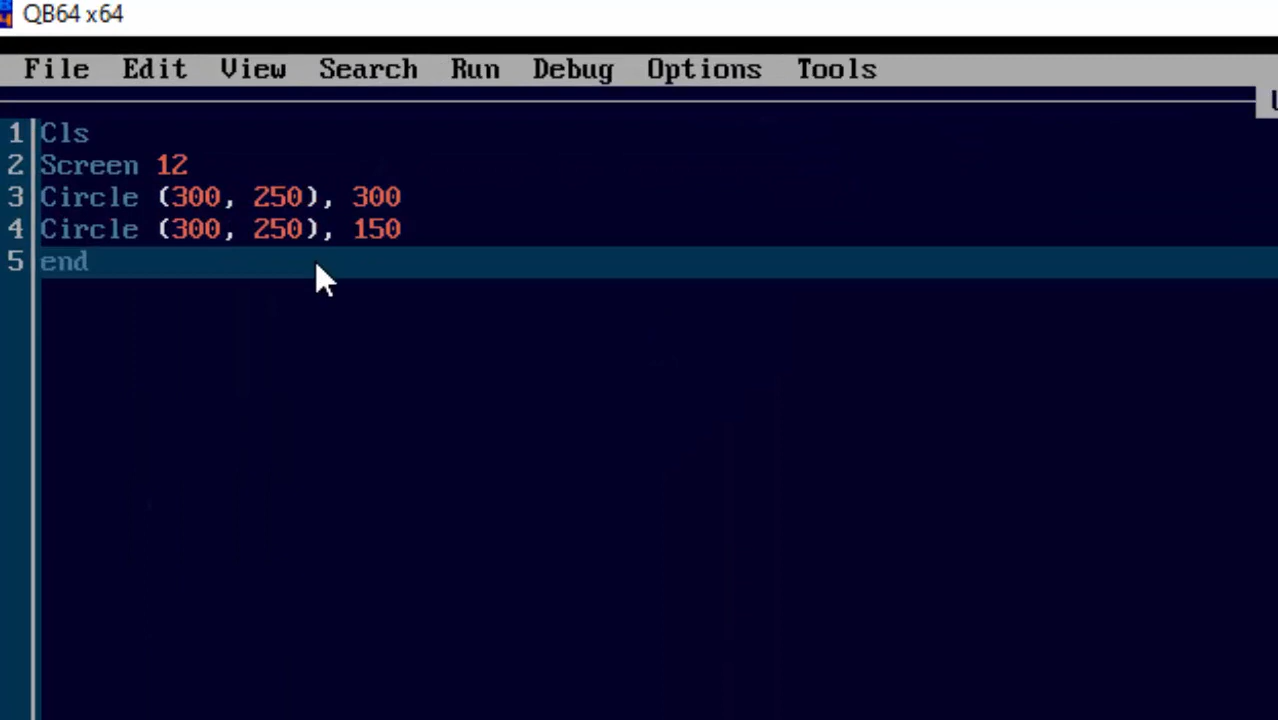 QB64 x64
File Edit View Search Run Debug Options Tools
1 Cls
2 Screen 12
3 Circle (300, 250), 300
4 Circle (300, 250), 150
5 end